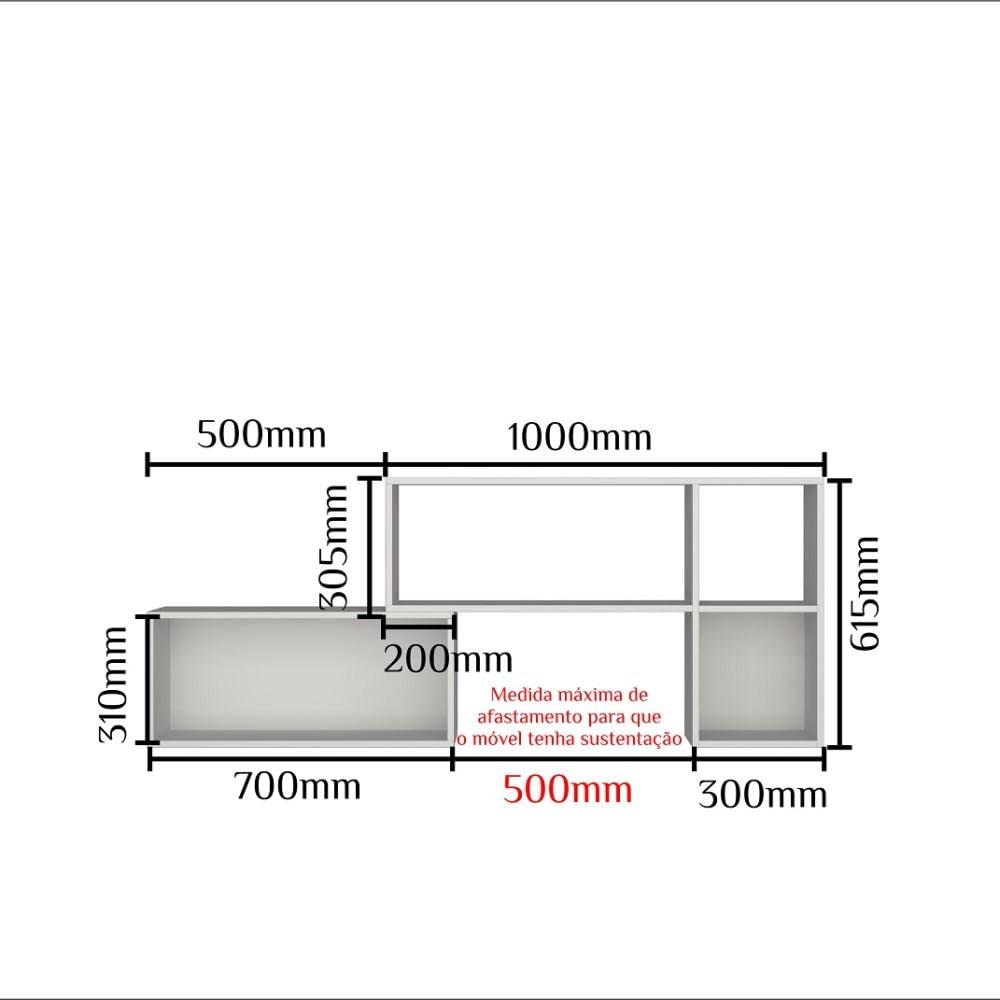 500mm
1000mm
305mm
615mm
310mm
200mm
Medida máxima de
afastamento para que
o móvel tenha sustentação
700mm
500mm
300mm